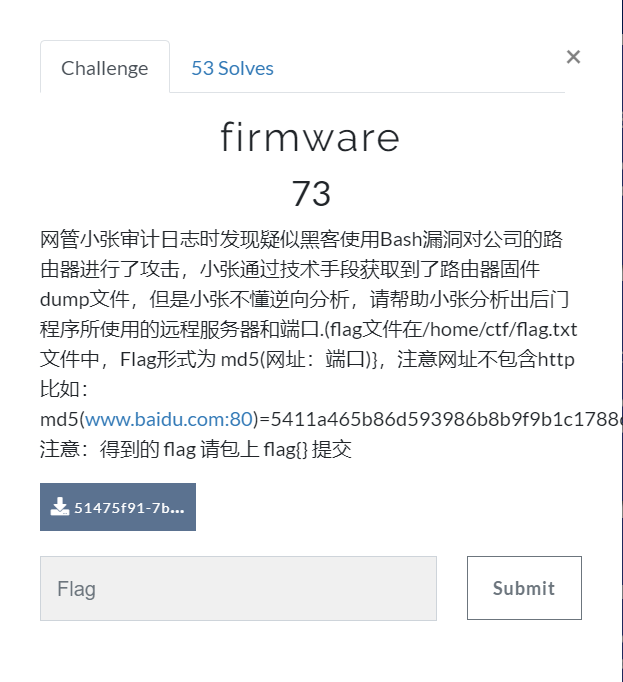 Challenge
53 Solves
×
firmware
73
网管小张审计日志时发现疑似黑客使用Bash漏洞对公司的路
由器进行了攻击，小张通过技术手段获取到了路由器固件
dump文件，但是小张不懂逆向分析，请帮助小张分析出后门
程序所使用的远程服务器和端口.(flag文件在/home/ctf/flag.txt
文件中，Flag形式为 md5(网址：端口)}，注意网址不包含http
比如：
md5(www.baidu.com:80)=5411a465b86d593986b8b9f9b1c1788
注意：得到的 flag 请包上 flag{} 提交
51475f91-7b...
Flag
Submit